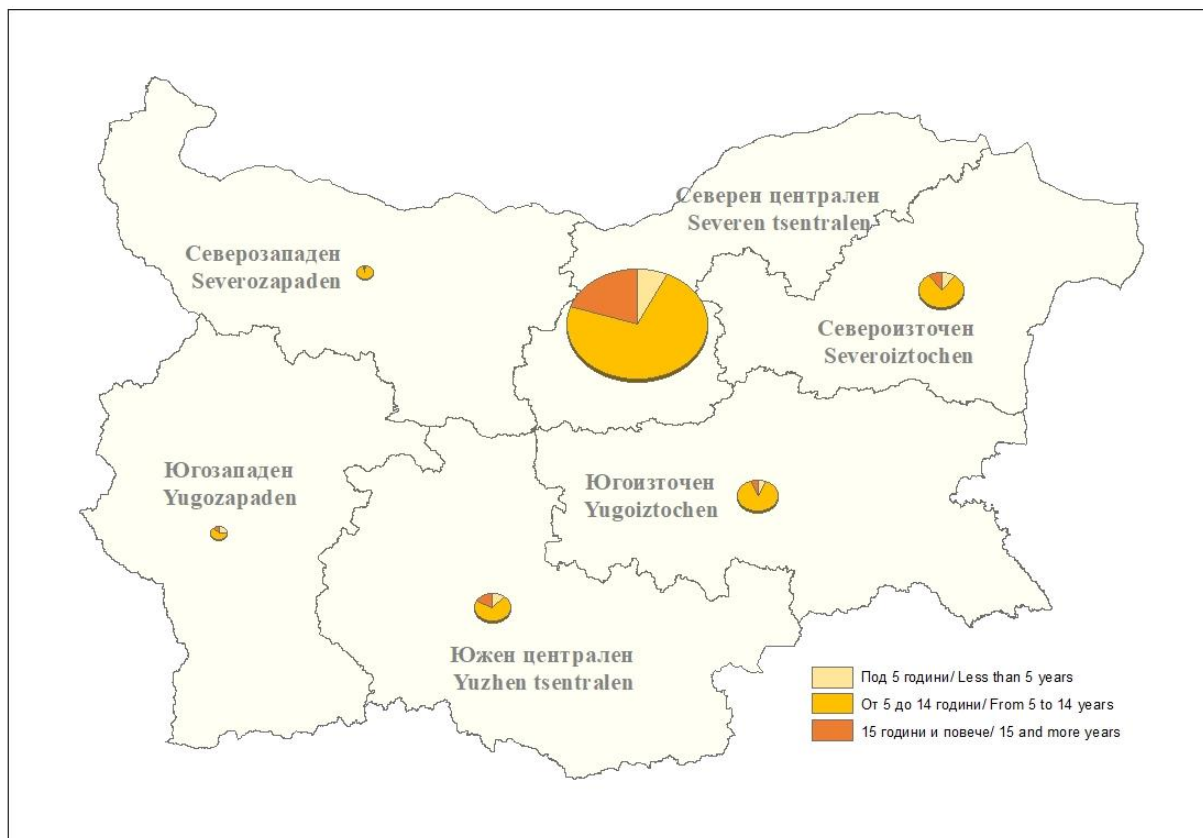 Северен централен
Severen tsentralen
Северозападен
Severozapaden
Североизточен
Severoiztochen
Югозападен
Yugozapaden
Югоизточен
Yugoiztochen
Южен централен
Yuzhen tsentralen
Под 5 години/ Less than 5 years
От 5 до 14 години/ From 5 to 14 years
15 години и повече/ 15 and more years